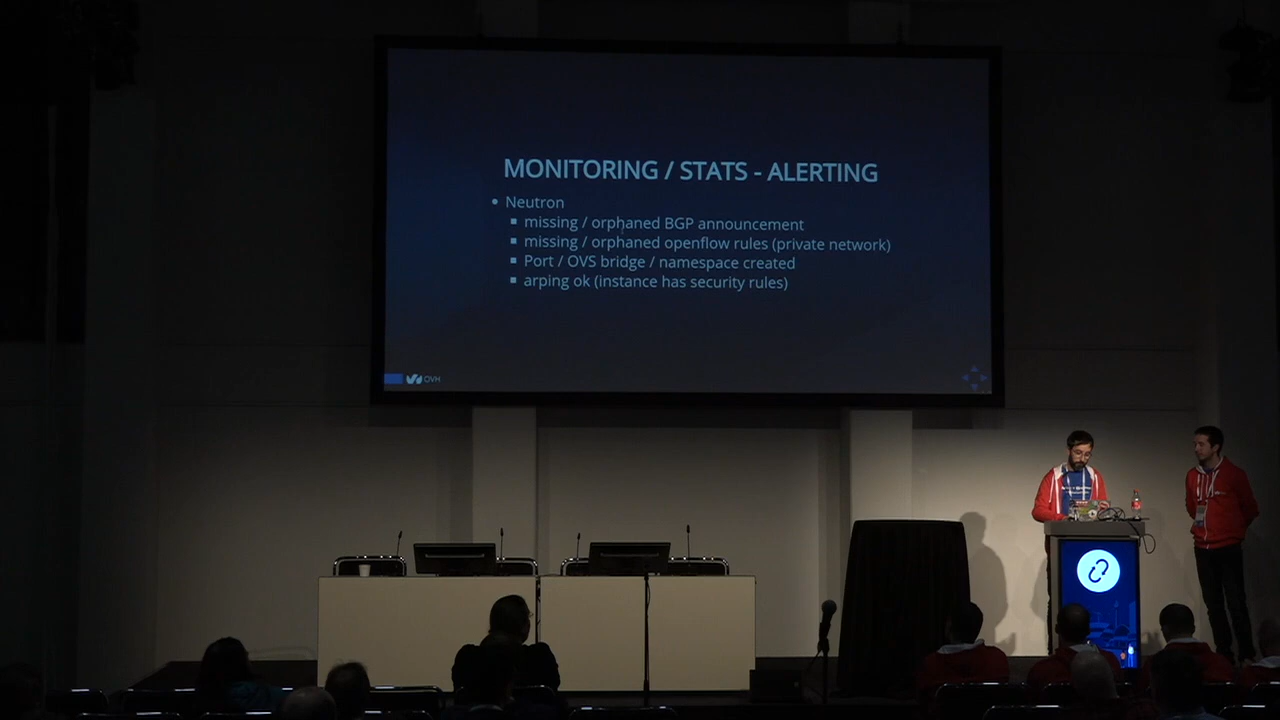 MONITORING / STATS - ALERTING
Neutron
missing / orphaned BGP announcement
missing / orphaned openflow rules (private network)
Port / OVS bridge / namespace created
arping ok (instance has security rules)
OVH